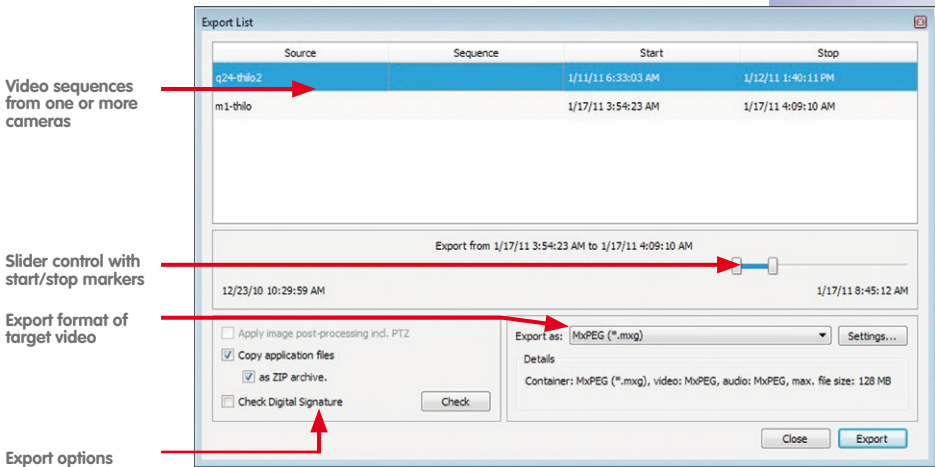 Export List
Source Sequence Start Stop
q24-thilo2 1/11/11 6:33:03 AM 1/12/11 1:40:11 PM
m1-thilo 1/17/11 3:54:23 AM 1/17/11 4:09:10 AM
Video sequences
from one or more
cameras
Export from 1/17/11 3:54:23 AM to 1/17/11 4:09:10 AM
Slider control with
start/stop markers
12/23/10 10:29:59 AM 1/17/11 8:45:12 AM
Export format of
target video
Apply image post-processing incl. PTZ
Copy application files
as ZIP archive.
Check Digital Signature Check
Export as: MxPEG (*.mxg) Settings...
Details
Container: MxPEG (*.mxg), video: MxPEG, audio: MxPEG, max. file size: 128 MB
Close Export
Export options